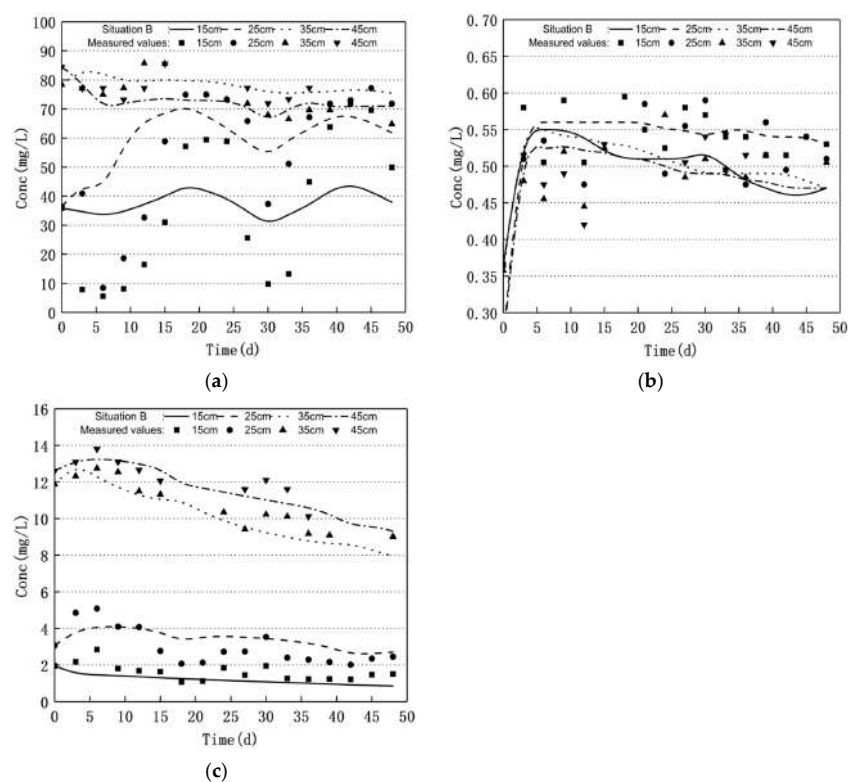 Situation B 15cm 25cm 35cm 45cm
Measured values: 15cm 25cm 35cm 45cm
100
90
80
70
60
50
40
30
20
10
0
Conc(mg/L)
0 5 10 15 20 25 30 35 40 45 50
Time(d)
(a)
Situation B 15cm 25cm 35cm 45cm
Measured values: 15cm 25cm 35cm 45cm
0.70
0.65
0.60
0.55
0.50
0.45
0.40
0.35
0.30
Conc(mg/L)
0 5 10 15 20 25 30 35 40 45 50
Time(d)
(b)
Situation B 15cm 25cm 35cm 45cm
Measured values: 15cm 25cm 35cm 45cm
16
14
12
10
8
6
4
2
0
Conc(mg/L)
0 5 10 15 20 25 30 35 40 45 50
Time(d)
(c)